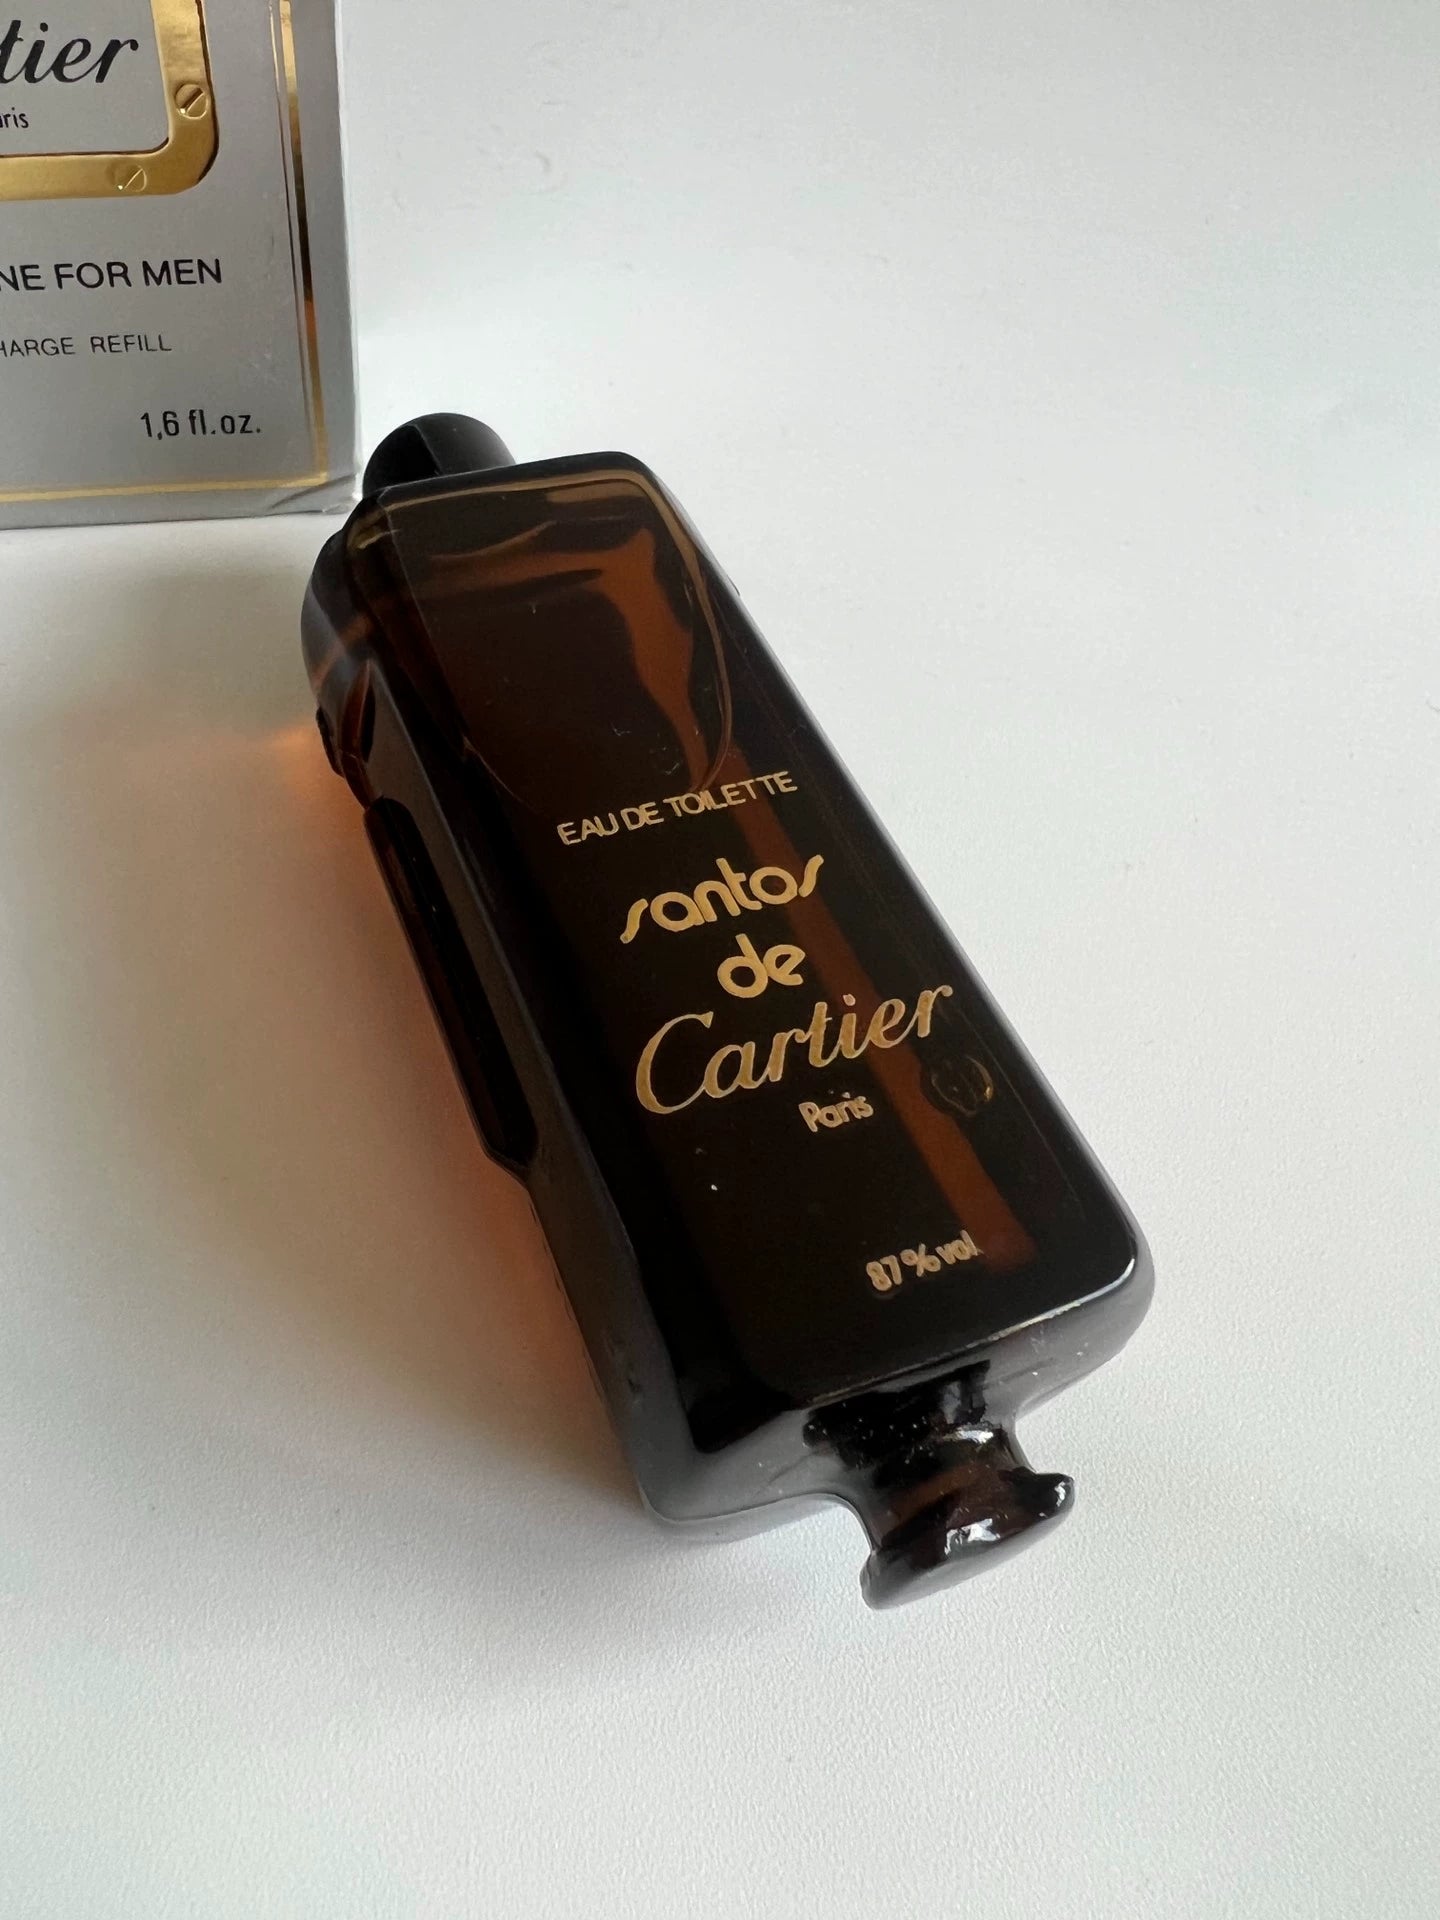 tier
aris
NE FOR MEN
HARGE REFILL
1,6 fl.oz.
EAU DE TOILETTE
santos
de
Cartier
Paris
87% vol